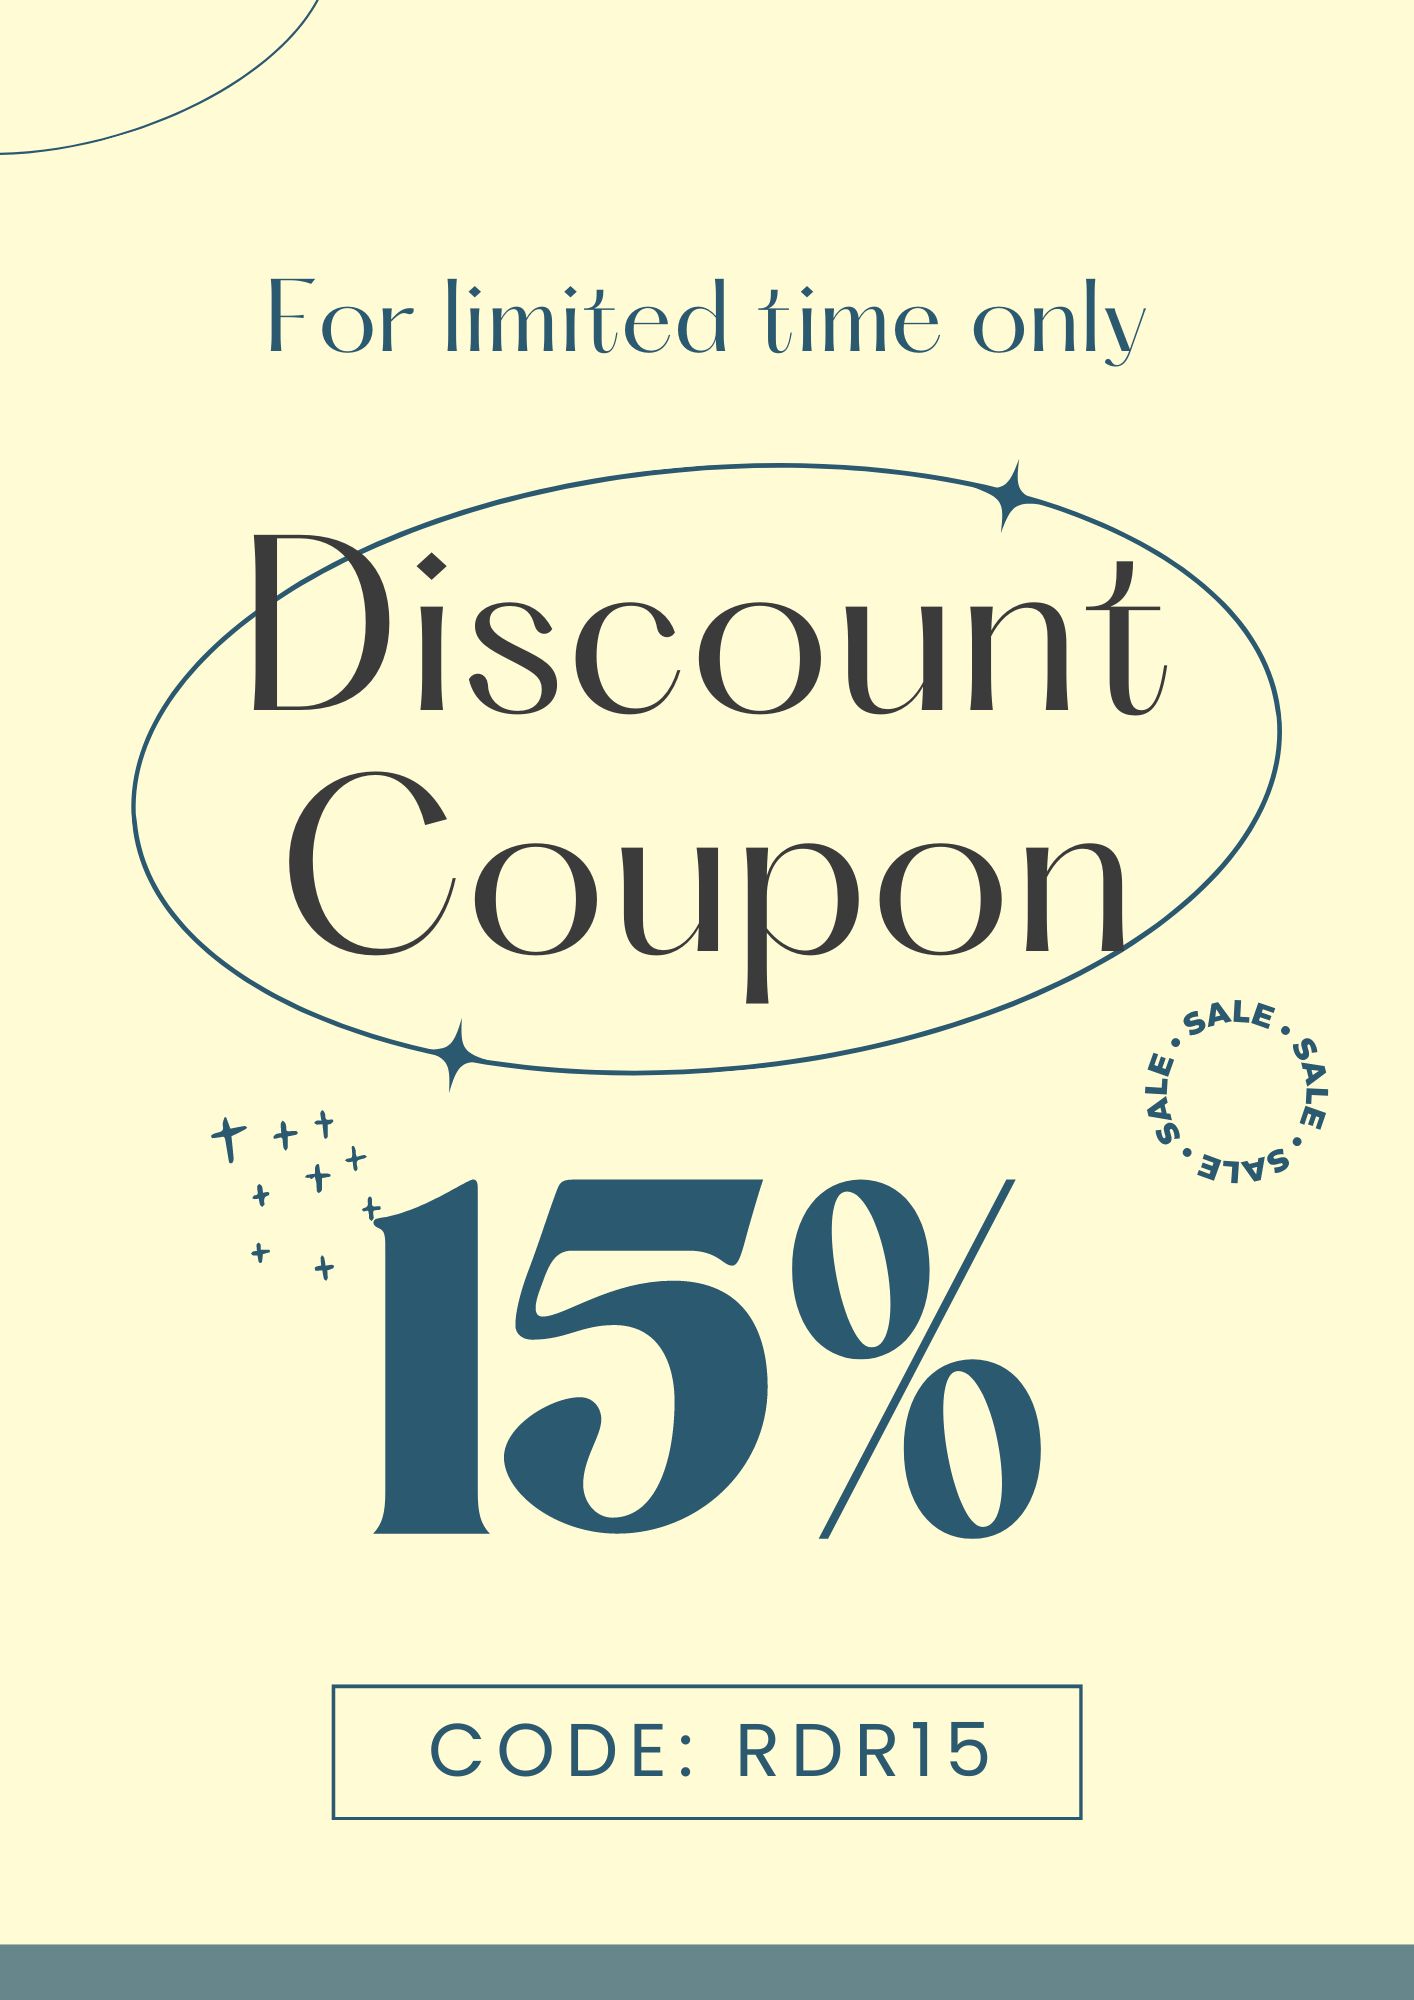 For limited time only
Discount
Coupon
SALE • SALE • SALE • SALE •
15%
CODE: RDR15